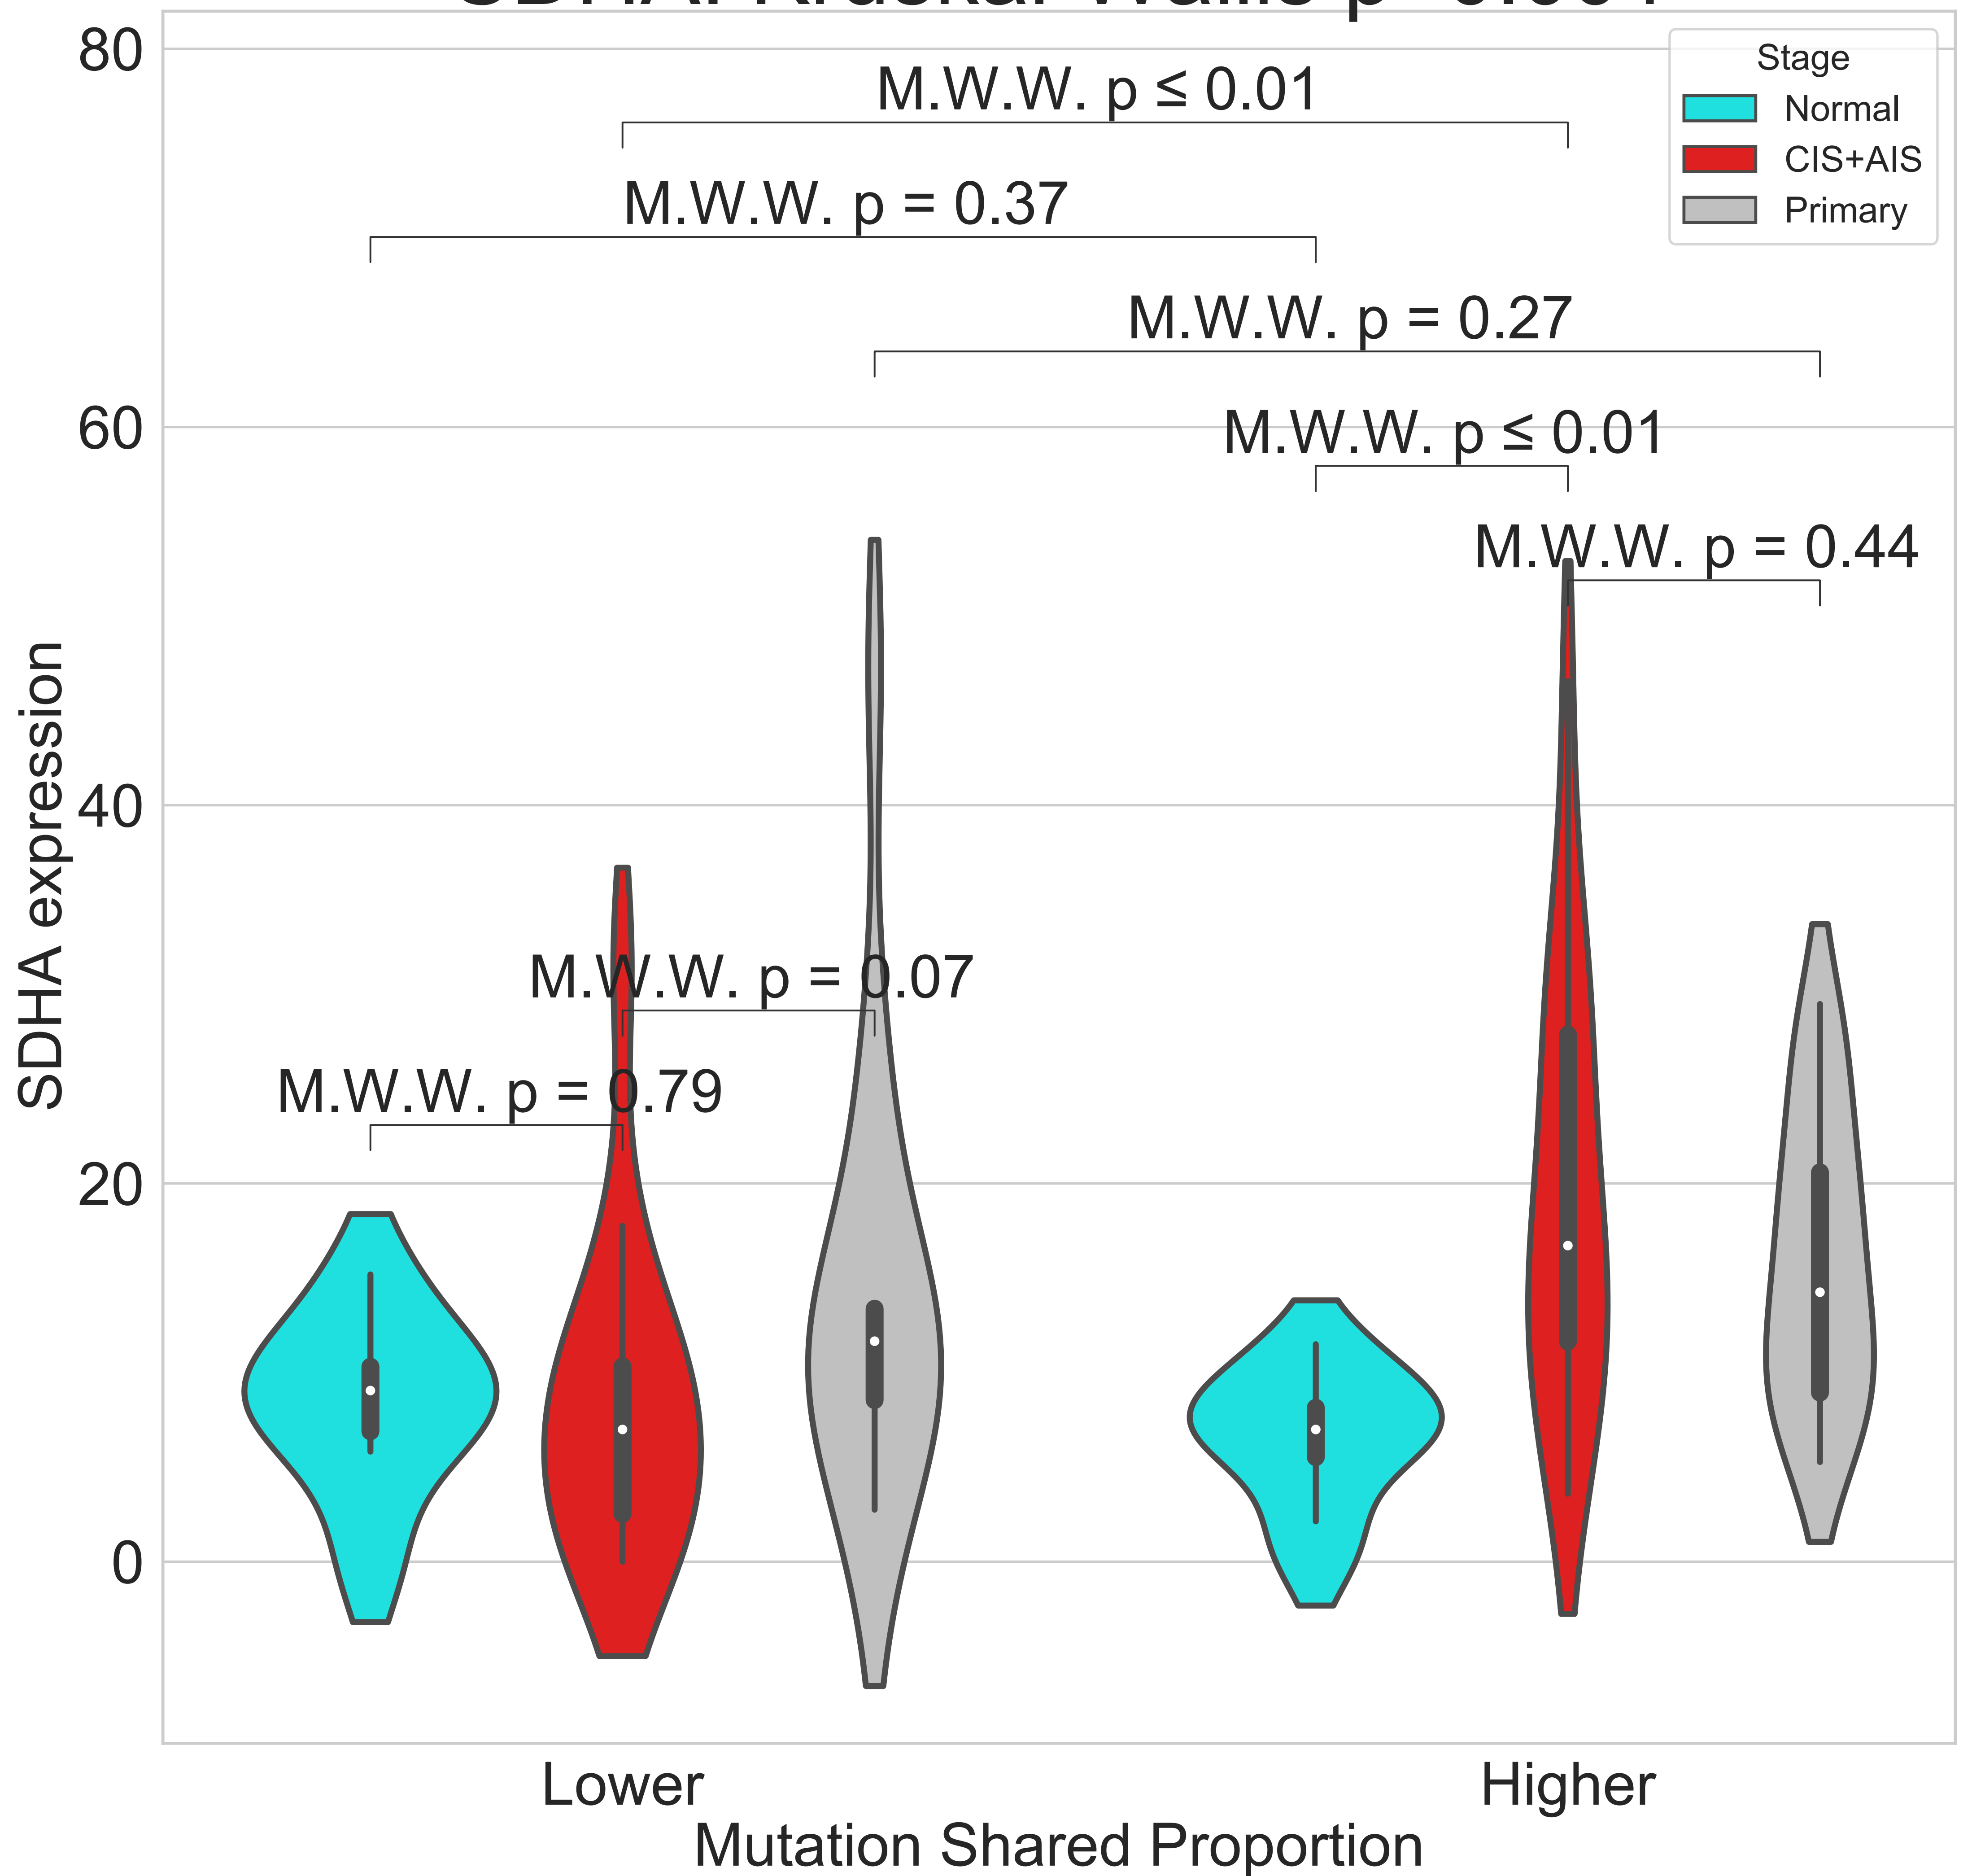 80
M.W.W. p ≤ 0.01
Stage
Normal
CIS+AIS
Primary
M.W.W. p = 0.37
M.W.W. p = 0.27
60
M.W.W. p ≤ 0.01
M.W.W. p = 0.44
SDHA expression
40
M.W.W. p = 0.07
M.W.W. p = 0.79
20
0
Lower
Higher
Mutation Shared Proportion